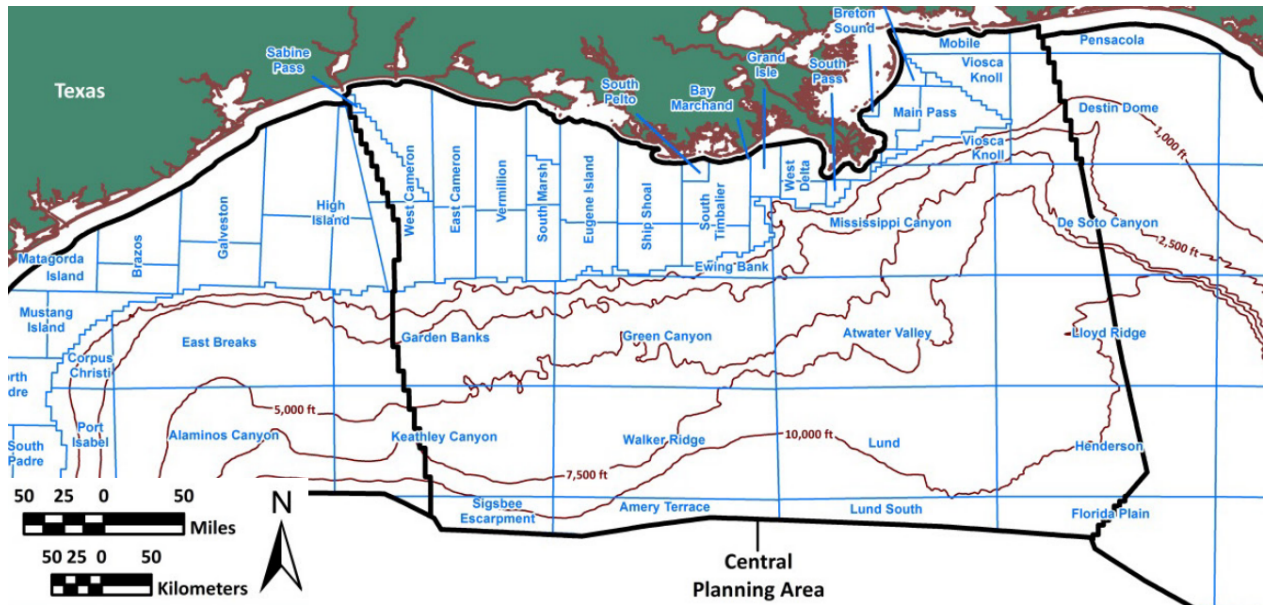 Breton
Sound
Mobile
Pensacola
Sabine
Pass
Grand
Isle
South
Pass
Viosca
Knoll
Texas
South
Pelto
Bay
Marchand
Main Pass
Destin Dome
1,000 ft
Viosca
Knoll
West Cameron
East Cameron
Vermillion
South Marsh
Eugene Island
Ship Shoal
South
Timbalier
West
Delta
High
Island
Galveston
Brazos
Matagorda
Island
Mississippi Canyon
De Soto Canyon
2,500 ft
Ewing Bank
Mustang
Island
East Breaks
Garden Banks
Green Canyon
Atwater Valley
Lloyd Ridge
Corpus
Christi
orth
dre
5,000 ft
Port
Isabel
Alaminos Canyon
Keathley Canyon
Walker Ridge
10,000 ft
Lund
Henderson
South
Padre
7,500 ft
Sigsbee
Escarpment
Amery Terrace
Lund South
Florida Plain
50 25 0 50
Miles
N
50 25 0 50
Kilometers
Central
Planning Area